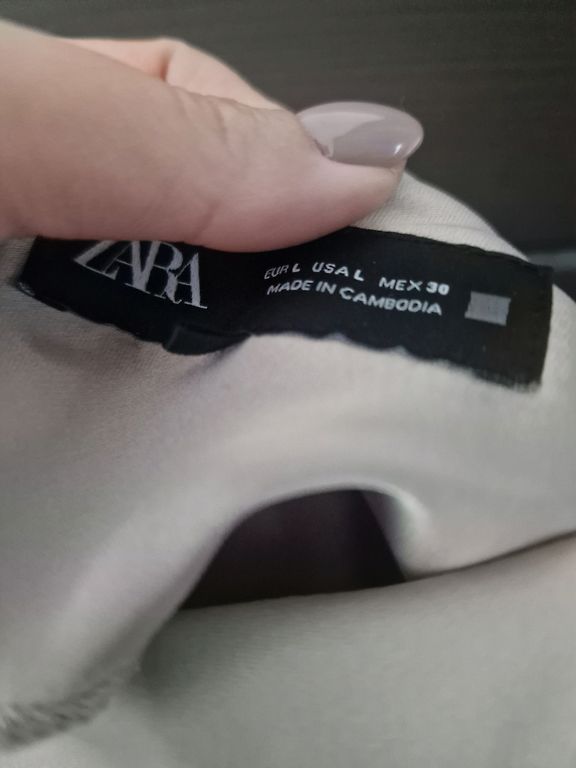 ZARA
EUR L USA L MEX 30
MADE IN CAMBODIA